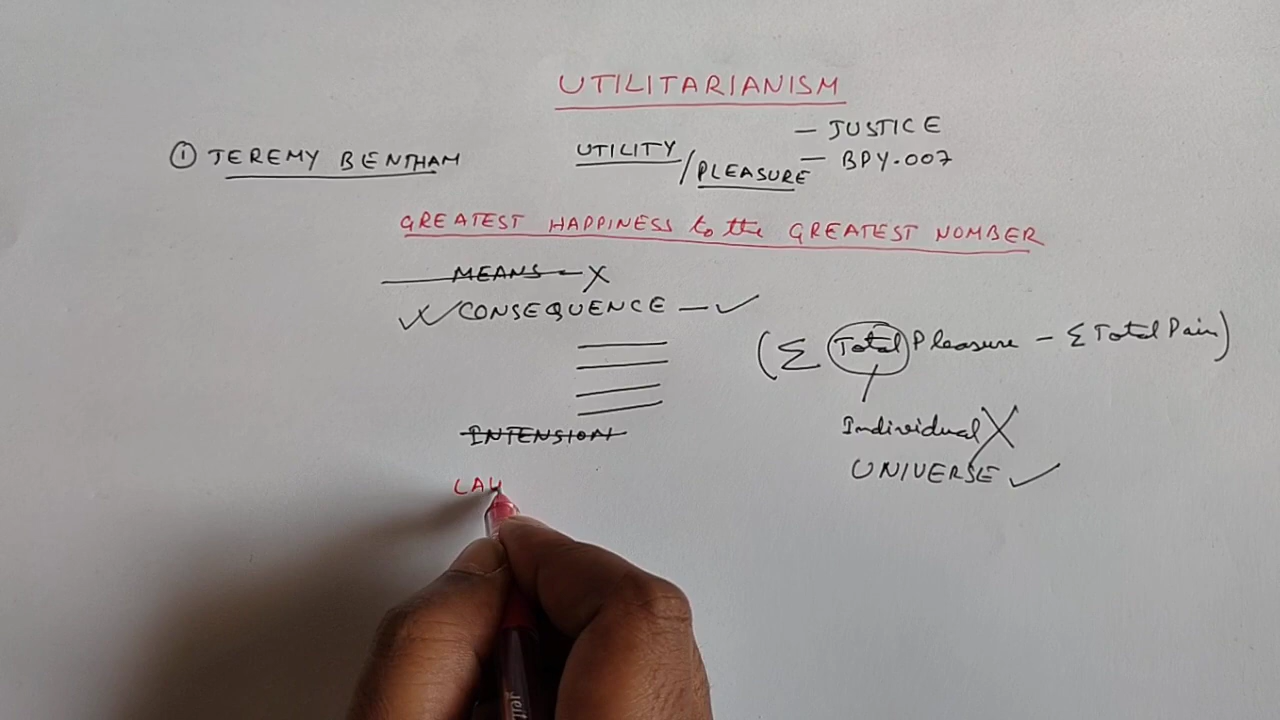 UTILITARIANISM
① JEREMY BENTHAM
UTILITY / PLEASURE
— JUSTICE
— BPY-007
GREATEST HAPPINESS to the GREATEST NUMBER
MEANS - X
CONSEQUENCE - ✓
(Σ Total Pleasure - Σ Total Pain)
INTENSION
Individual X
UNIVERSE ✓